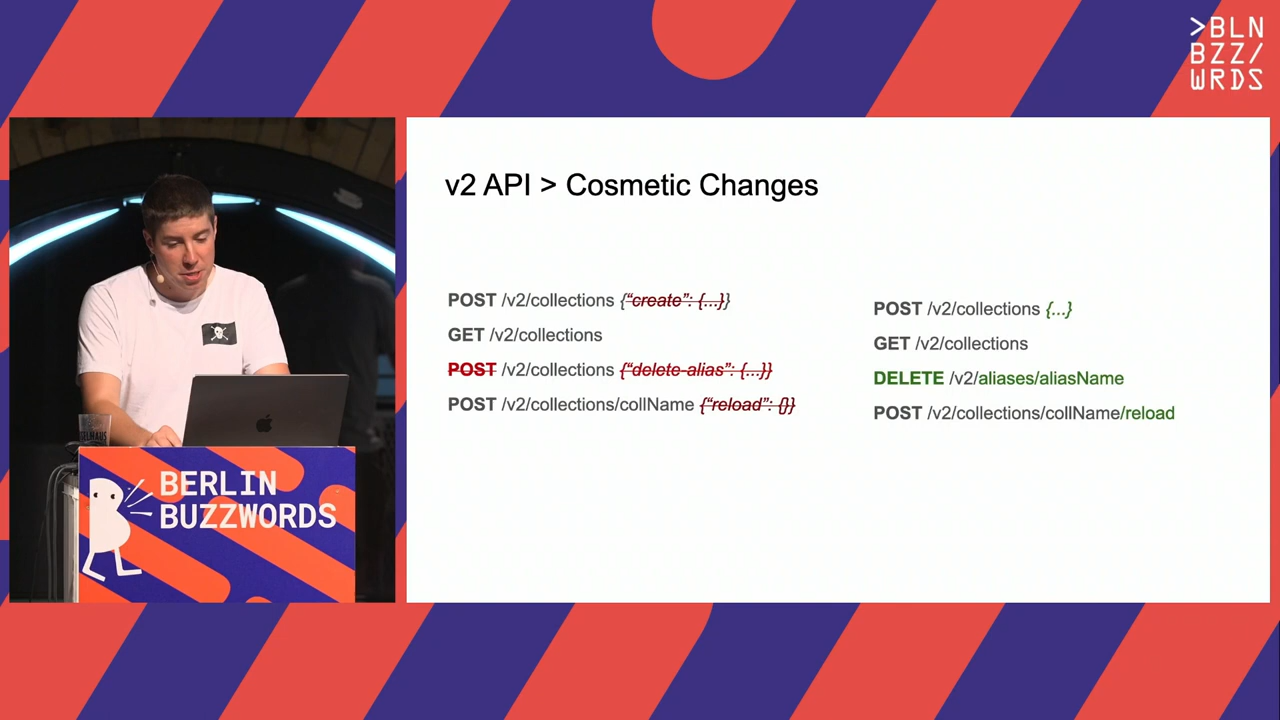 >BLN
BZZ/
WRDS
v2 API > Cosmetic Changes
POST /v2/collections {“create”: {...}}
GET /v2/collections
POST /v2/collections {“delete-alias”: {...}}
POST /v2/collections/collName {“reload”: {}}
POST /v2/collections {...}
GET /v2/collections
DELETE /v2/aliases/aliasName
POST /v2/collections/collName/reload
BERLIN
BUZZWORDS